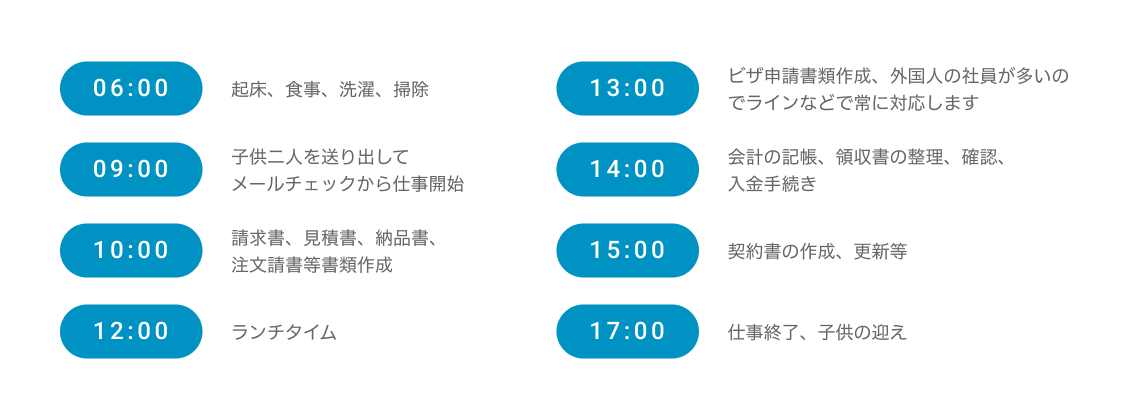 06:00
起床、食事、洗濯、掃除
09:00
子供二人を送り出して
メールチェックから仕事開始
10:00
請求書、見積書、納品書、
注文請書等書類作成
12:00
ランチタイム
13:00
ビザ申請書類作成、外国人の社員が多いの
でラインなどで常に対応します
14:00
会計の記帳、領収書の整理、確認、
入金手続き
15:00
契約書の作成、更新等
17:00
仕事終了、子供の迎え